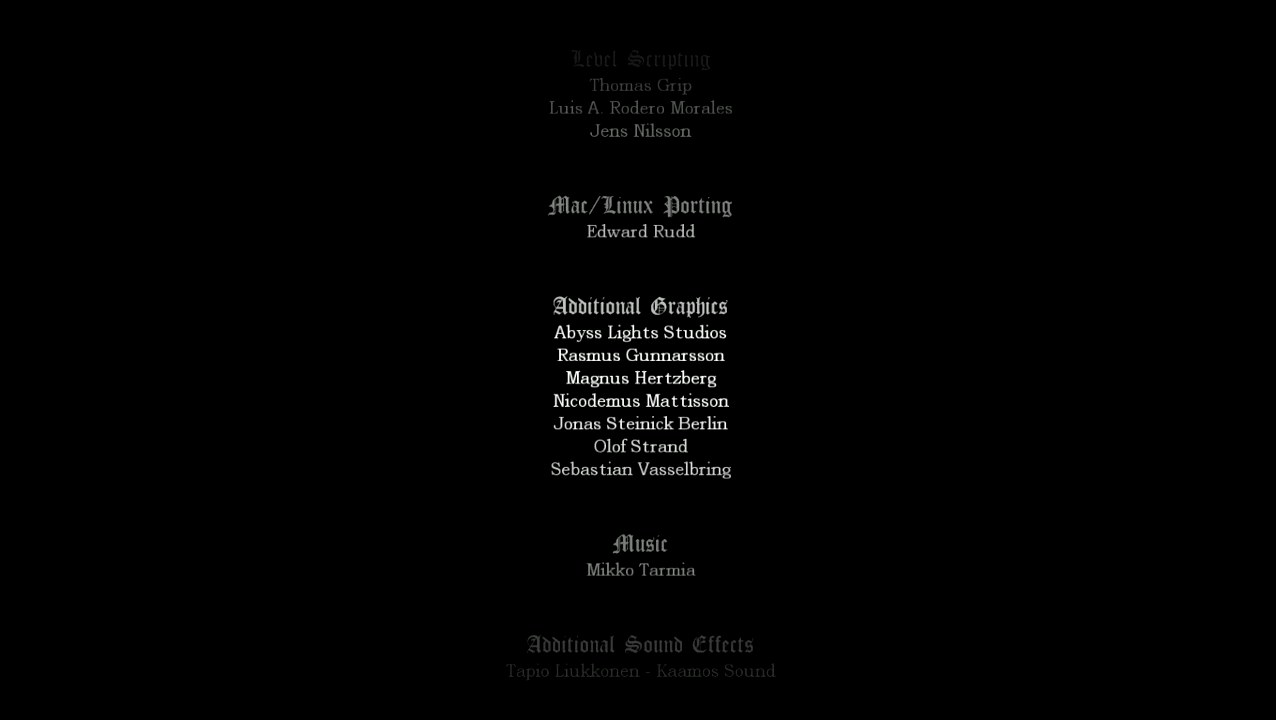 Level Scripting
Thomas Grip
Luis A. Rodero Morales
Jens Nilsson
Mac/Linux Porting
Edward Rudd
Additional Graphics
Abyss Lights Studios
Rasmus Gunnarsson
Magnus Hertzberg
Nicodemus Mattisson
Jonas Steinick Berlin
Olof Strand
Sebastian Vasselbring
Music
Mikko Tarmia
Additional Sound Effects
Tapio Liukkonen - Kaamos Sound